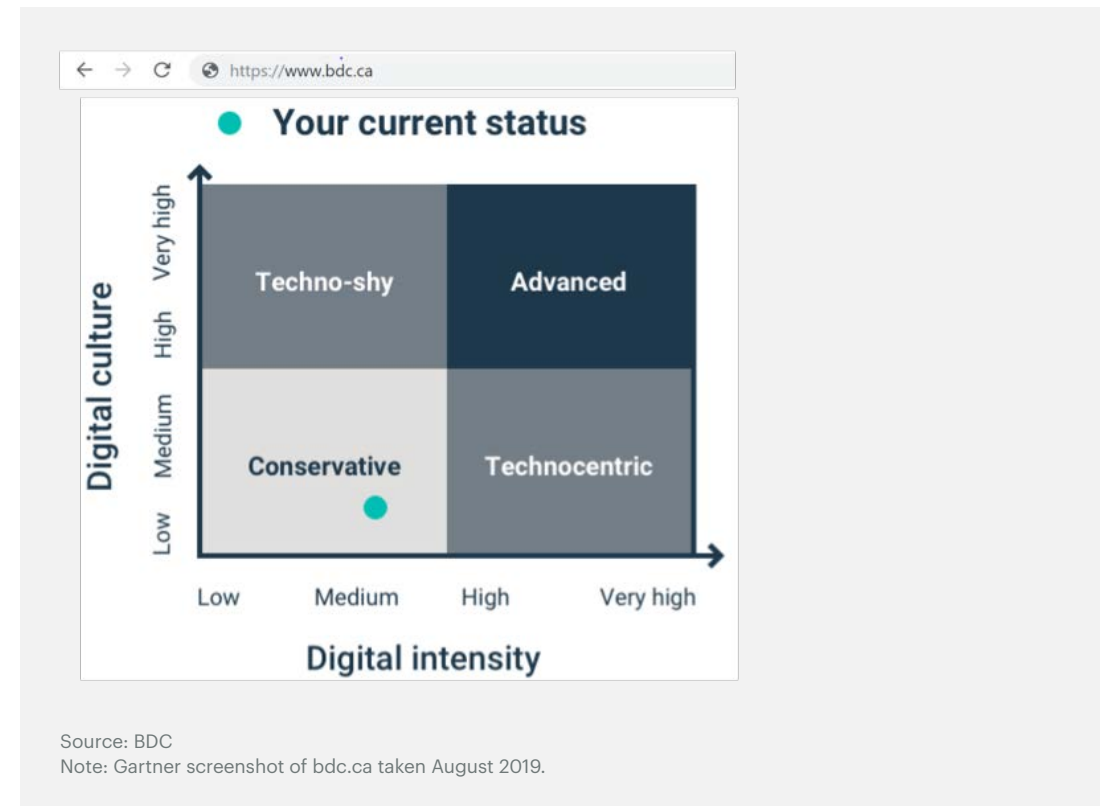 https://www.bdc.ca
Your current status
Digital culture
Very high
High
Medium
Low
Techno-shy
Advanced
Conservative
Technocentric
Low
Medium
High
Very high
Digital intensity
Source: BDC
Note: Gartner screenshot of bdc.ca taken August 2019.